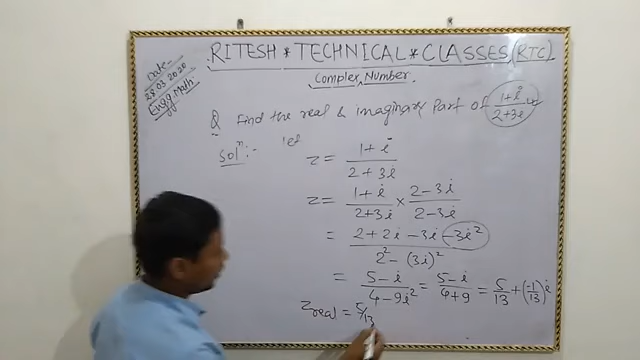 RITESH * TECHNICAL * CLASSES (RTC)
Date - 28.03.2020
Engg Math
Complex Number
Q Find the real & imaginary Part of (1+i)/(2+3i)
Solⁿ:- let
z = (1+i)/(2+3i)
z = (1+i)/(2+3i) × (2-3i)/(2-3i)
= (2+2i-3i-3i²)/(2²-(3i)²)
= (5-i)/(4-9i²) = (5-i)/(4+9) = 5/13 + (-1/13)i
Zreal = 5/13